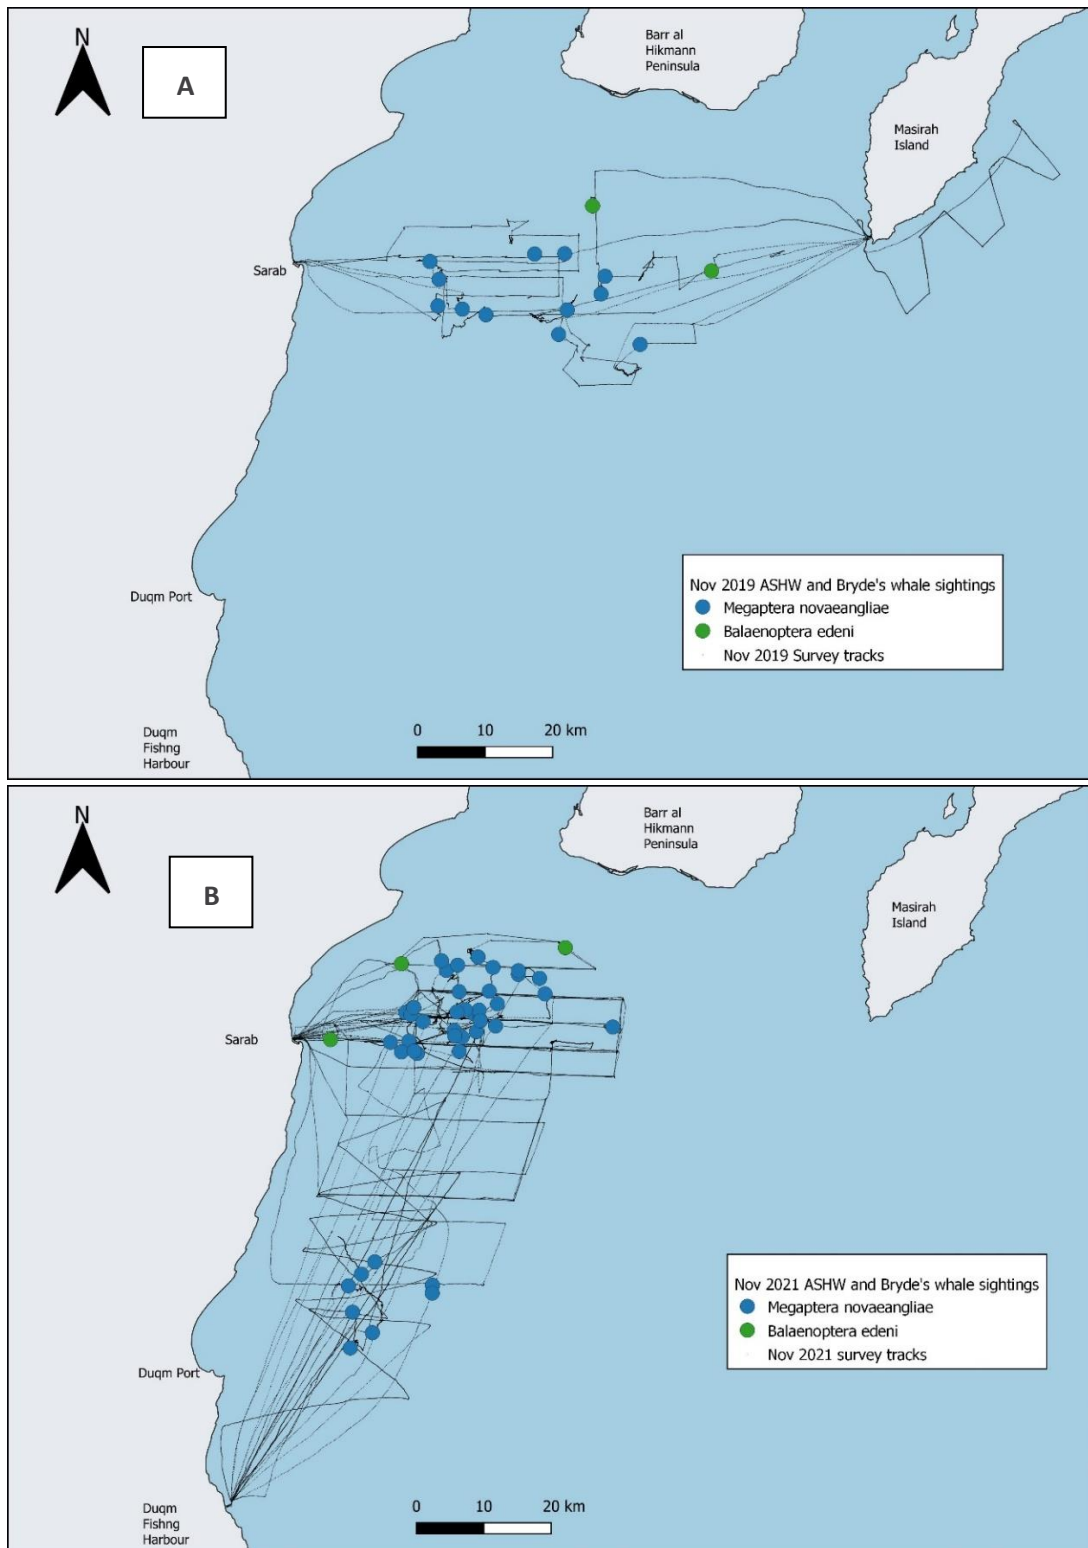 N
A
Barr al
Hikmann
Peninsula
Masirah
Island
Sarab
Duqm Port
Nov 2019 ASHW and Bryde's whale sightings
Megaptera novaeangliae
Balaenoptera edeni
Nov 2019 Survey tracks
0 10 20 km
Duqm
Fishng
Harbour
N
B
Barr al
Hikmann
Peninsula
Masirah
Island
Sarab
Nov 2021 ASHW and Bryde's whale sightings
Megaptera novaeangliae
Balaenoptera edeni
Nov 2021 survey tracks
Duqm Port
0 10 20 km
Duqm
Fishng
Harbour